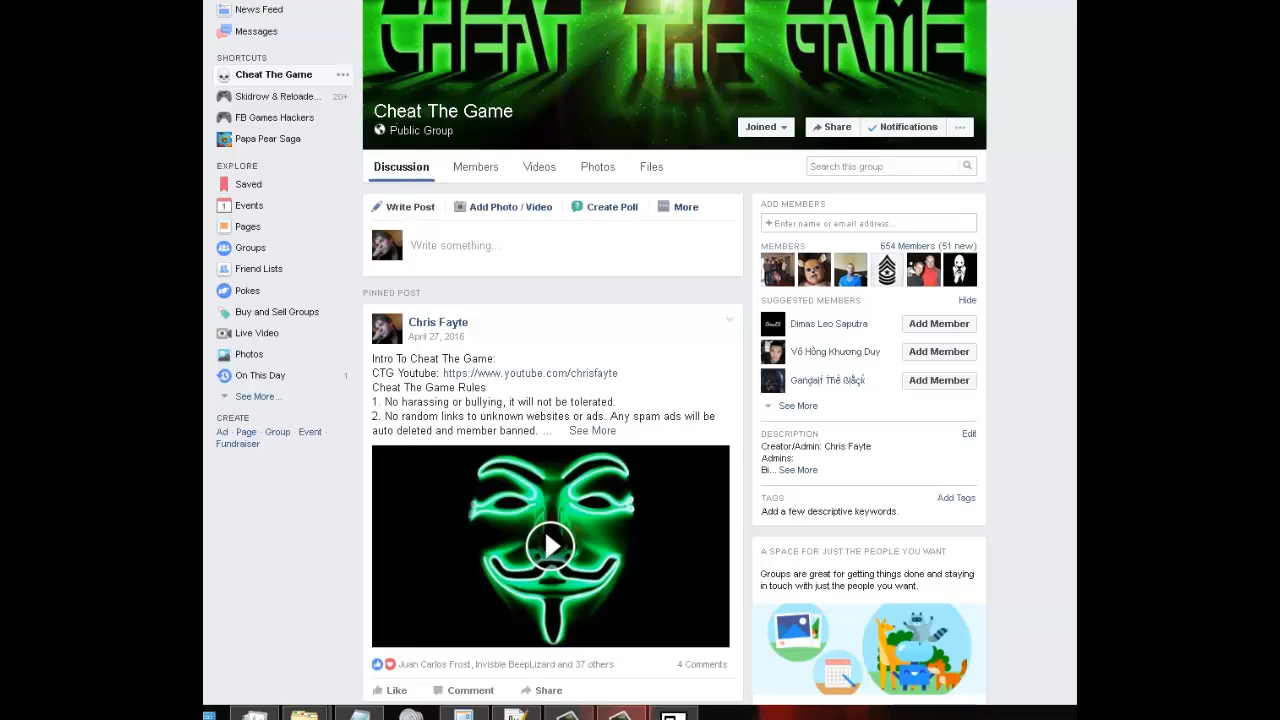 News Feed
Messages
SHORTCUTS
Cheat The Game
Skidrow & Reloade... 20+
FB Games Hackers
Papa Pear Saga
EXPLORE
Saved
1 Events
Pages
Groups
Friend Lists
Pokes
Buy and Sell Groups
Live Video
Photos
On This Day 1
See More...
CREATE
Ad · Page · Group · Event ·
Fundraiser
CHEAT THE GAME
Cheat The Game
Public Group
Joined Share Notifications ...
Discussion Members Videos Photos Files
Search this group
Write Post Add Photo / Video Create Poll More
Write something...
PINNED POST
Chris Fayte
April 27, 2016
Intro To Cheat The Game:
CTG Youtube: https://www.youtube.com/chrisfayte
Cheat The Game Rules
1. No harassing or bullying, it will not be tolerated.
2. No random links to unknown websites or ads. Any spam ads will be
auto deleted and member banned. ... See More
Juan Carlos Frost, Invisble BeepLizard and 37 others 4 Comments
Like Comment Share
ADD MEMBERS
+ Enter name or email address...
MEMBERS 654 Members (51 new)
SUGGESTED MEMBERS Hide
Dimas Leo Saputra Add Member
Võ Hồng Khương Duy Add Member
Add Member
See More
DESCRIPTION Edit
Creator/Admin: Chris Fayte
Admins:
Bi... See More
TAGS Add Tags
Add a few descriptive keywords.
A SPACE FOR JUST THE PEOPLE YOU WANT
Groups are great for getting things done and staying
in touch with just the people you want.